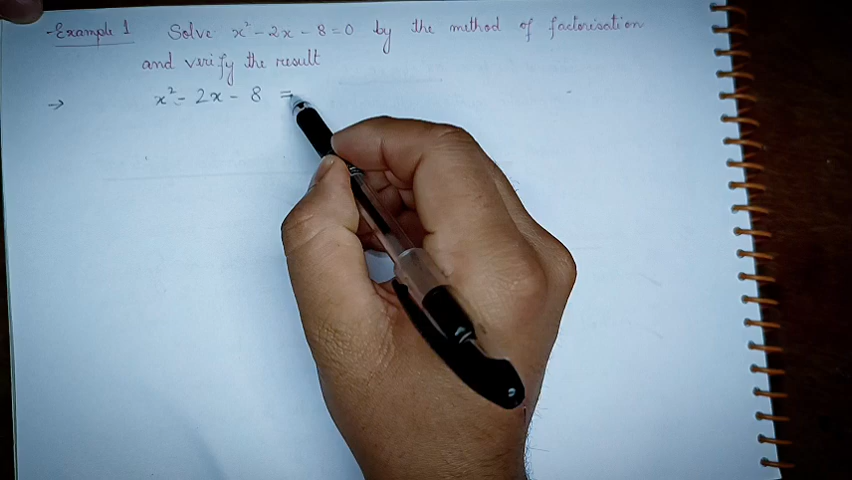 -Example 1 Solve x² - 2x - 8 = 0 by the method of factorisation
and verify the result
→ x² - 2x - 8 =